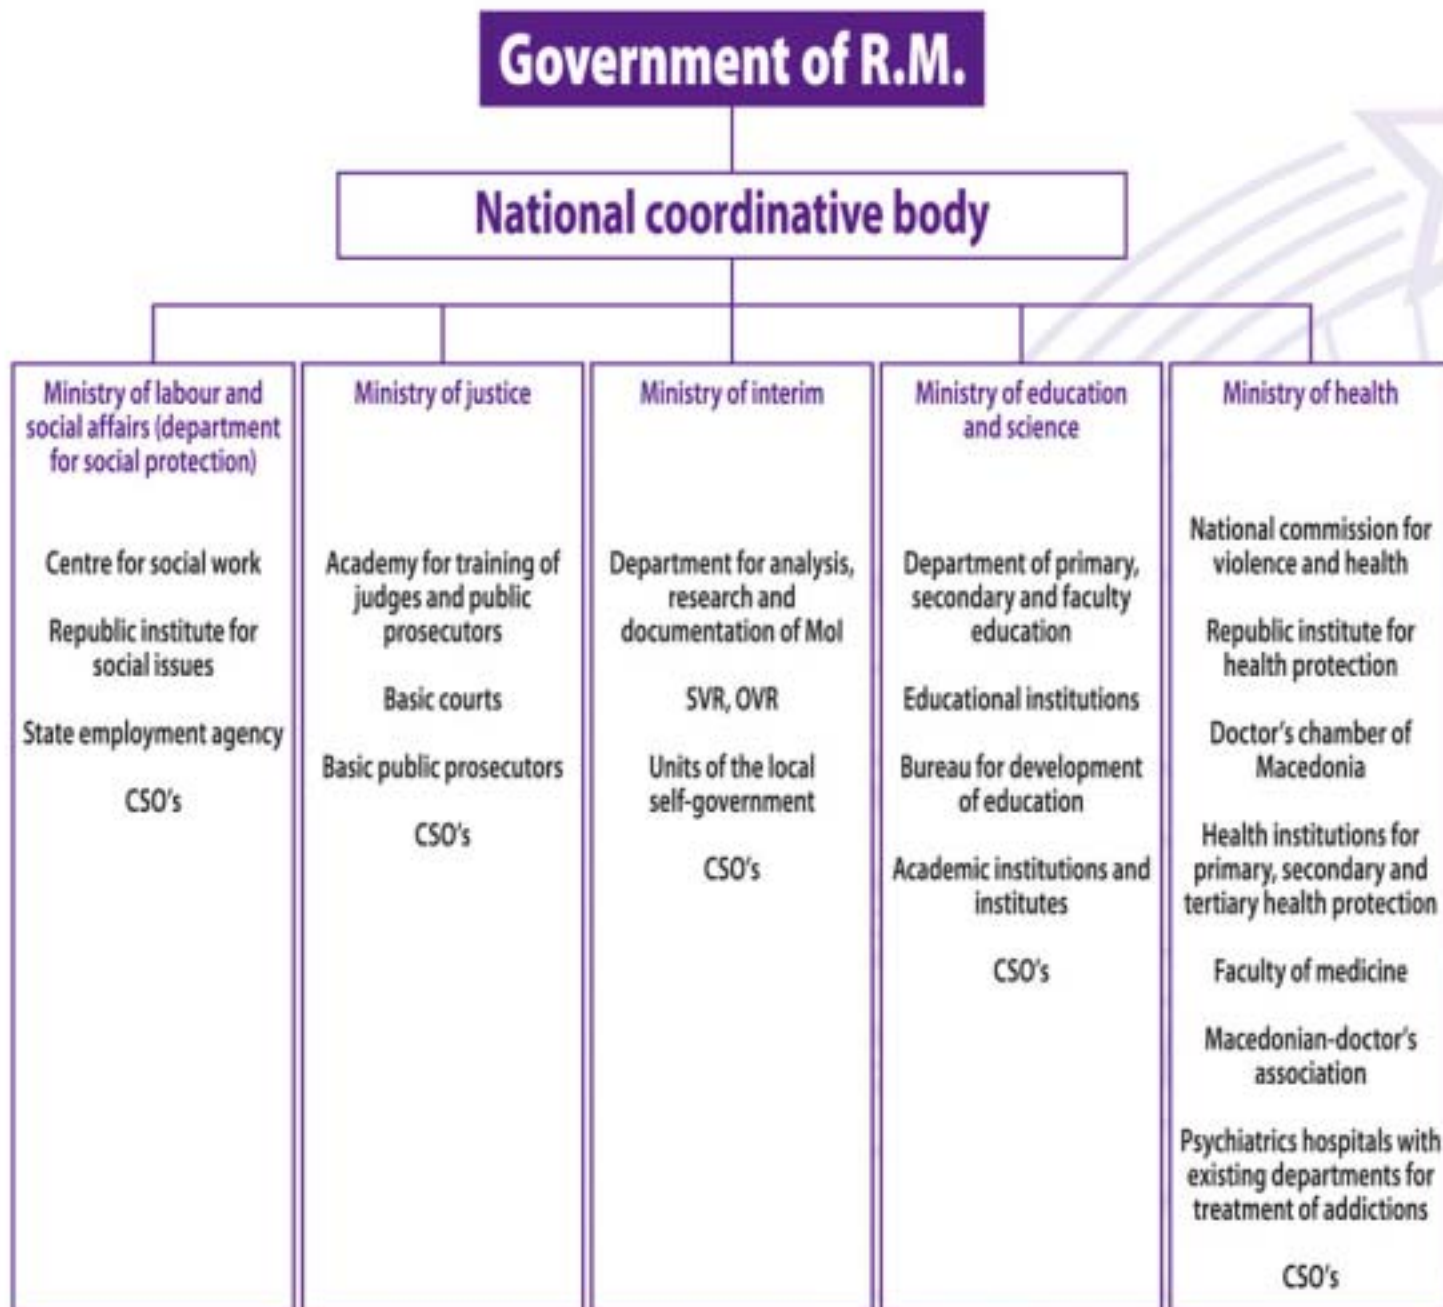 Government of R.M.
National coordinative body
Ministry of labour and
social affairs (department
for social protection)
Centre for social work
Republic institute for
social issues
State employment agency
CSO's
Ministry of justice
Academy for training of
judges and public
prosecutors
Basic courts
Basic public prosecutors
CSO's
Ministry of interim
Department for analysis,
research and
documentation of MoI
SVR, OVR
Units of the local
self-government
CSO's
Ministry of education
and science
Department of primary,
secondary and faculty
education
Educational institutions
Bureau for development
of education
Academic institutions and
institutes
CSO's
Ministry of health
National commission for
violence and health
Republic institute for
health protection
Doctor's chamber of
Macedonia
Health institutions for
primary, secondary and
tertiary health protection
Faculty of medicine
Macedonian-doctor's
association
Psychiatrics hospitals with
existing departments for
treatment of addictions
CSO's